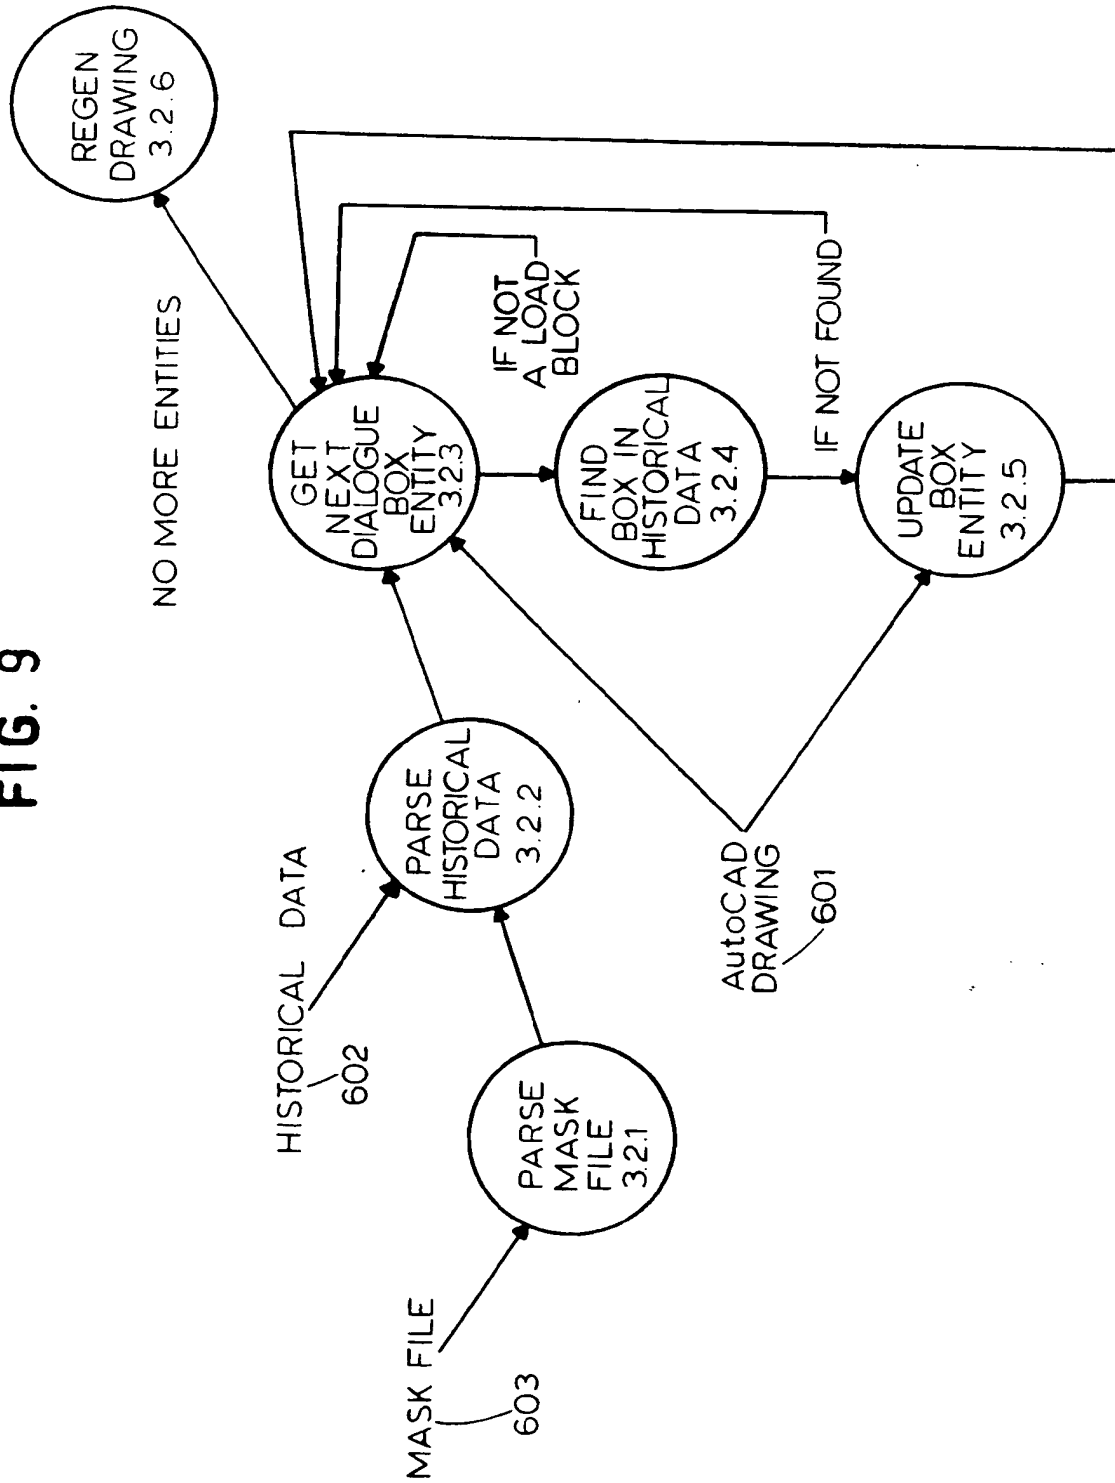 FIG. 9
MASK FILE
603
PARSE
MASK
FILE
3.2.1
HISTORICAL DATA
602
PARSE
HISTORICAL
DATA
3.2.2
AutoCAD
DRAWING
601
NO MORE ENTITIES
GET
NEXT
DIALOGUE
BOX
ENTITY
3.2.3
IF NOT
A LOAD
BLOCK
FIND
BOX IN
HISTORICAL
DATA
3.2.4
IF NOT FOUND
UPDATE
BOX
ENTITY
3.2.5
REGEN
DRAWING
3.2.6